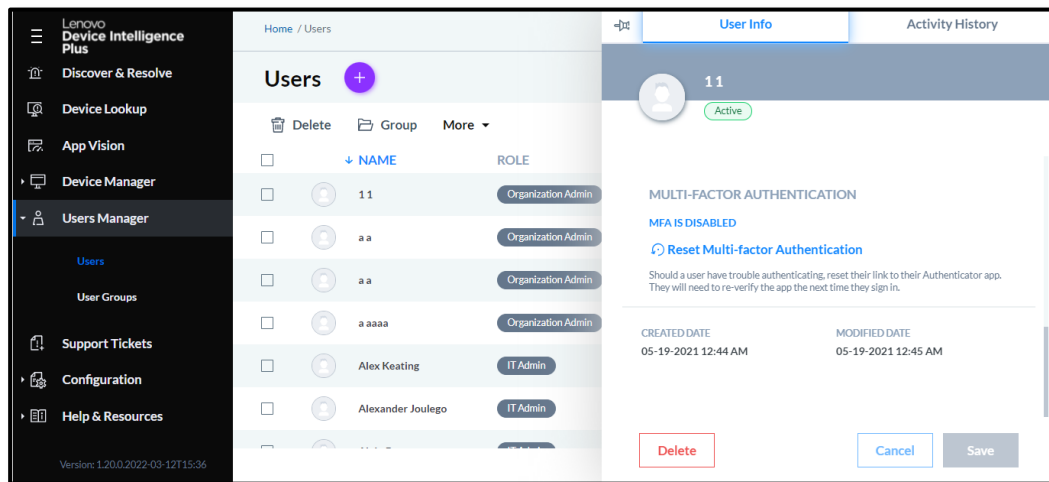 Lenovo
Device Intelligence
Plus
Discover & Resolve
Device Lookup
App Vision
Device Manager
Users Manager
Users
User Groups
Support Tickets
Configuration
Help & Resources
Version: 1.20.0.2022-03-12T15:36
Home / Users
Users +
Delete Group More
NAME ROLE
1 1 Organization Admin
a a Organization Admin
a a Organization Admin
a aaaa Organization Admin
Alex Keating IT Admin
Alexander Joulego IT Admin
User Info Activity History
1 1
Active
MULTI-FACTOR AUTHENTICATION
MFA IS DISABLED
Reset Multi-factor Authentication
Should a user have trouble authenticating, reset their link to their Authenticator app.
They will need to re-verify the app the next time they sign in.
CREATED DATE MODIFIED DATE
05-19-2021 12:44 AM 05-19-2021 12:45 AM
Delete Cancel Save